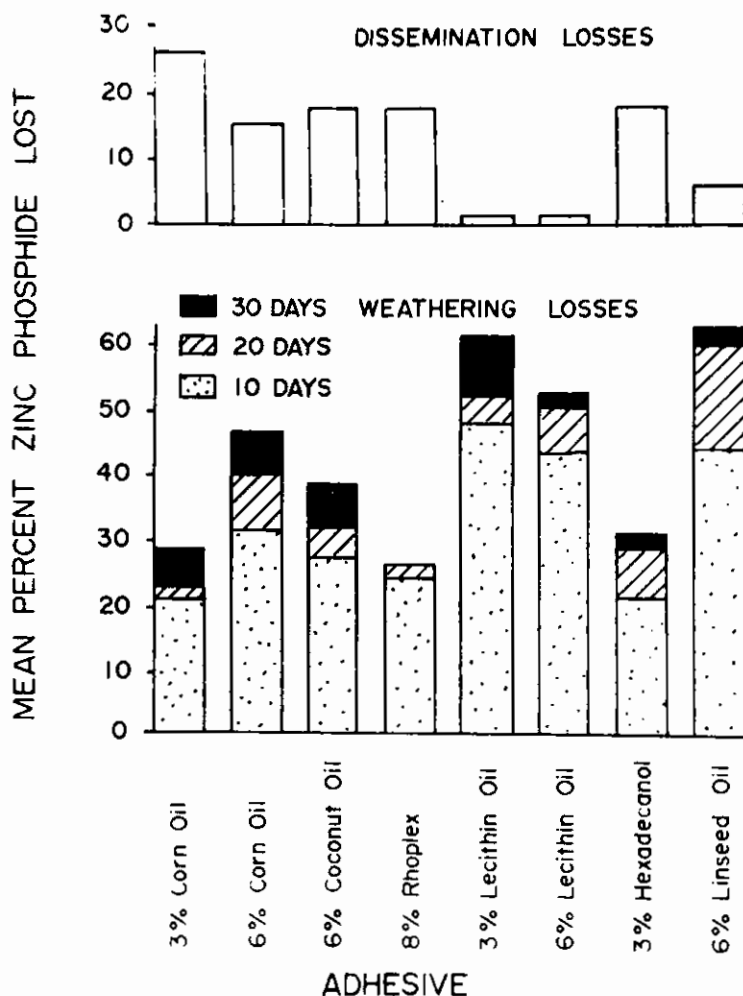 MEAN PERCENT ZINC PHOSPHIDE LOST
DISSEMINATION LOSSES
30
20
10
0
30 DAYS WEATHERING LOSSES
20 DAYS
10 DAYS
60
50
40
30
20
10
0
3% Corn Oil
6% Corn Oil
6% Coconut Oil
8% Rhoplex
3% Lecithin Oil
6% Lecithin Oil
3% Hexadecanol
6% Linseed Oil
ADHESIVE